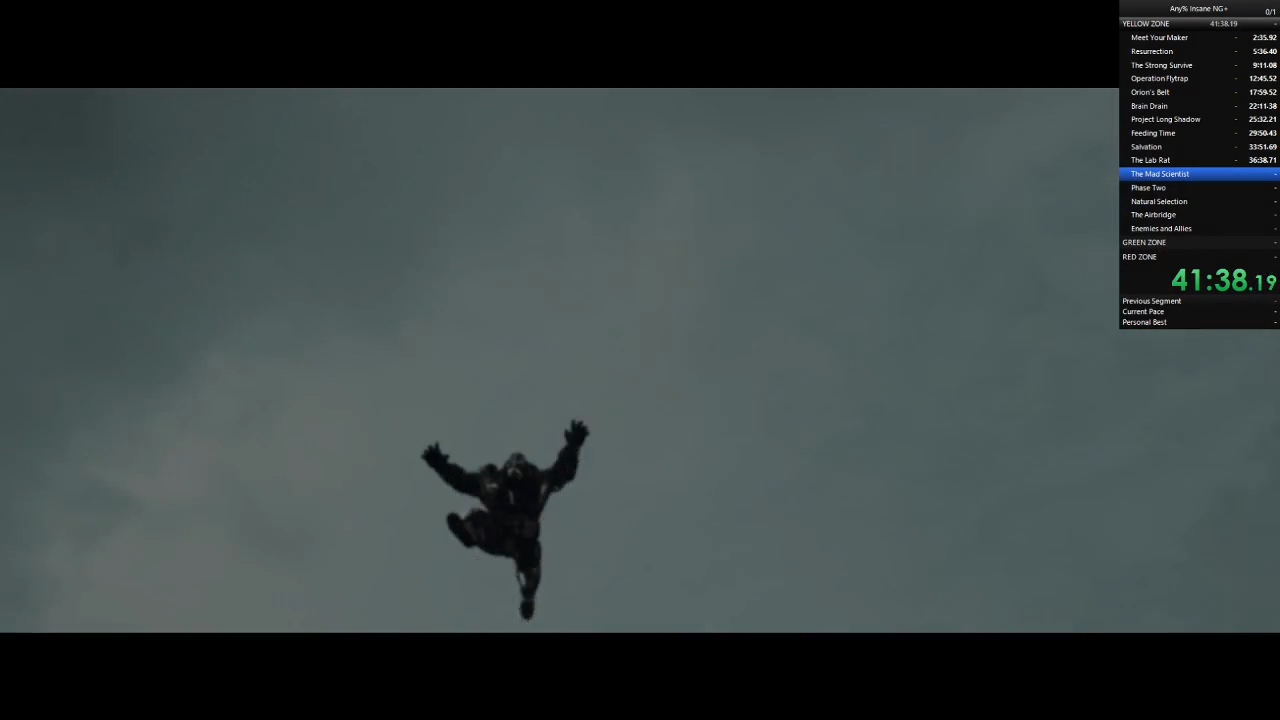 Any% Insane NG+
0/1
YELLOW ZONE 41:38.19 -
Meet Your Maker - 2:35.92
Resurrection - 5:36.40
The Strong Survive - 9:11.08
Operation Flytrap - 12:45.52
Orion's Belt - 17:59.52
Brain Drain - 22:11.38
Project Long Shadow - 25:32.21
Feeding Time - 29:50.43
Salvation - 33:51.69
The Lab Rat - 36:38.71
The Mad Scientist -
Phase Two -
Natural Selection -
The Airbridge -
Enemies and Allies -
GREEN ZONE -
RED ZONE -
41:38.19
Previous Segment -
Current Pace -
Personal Best -